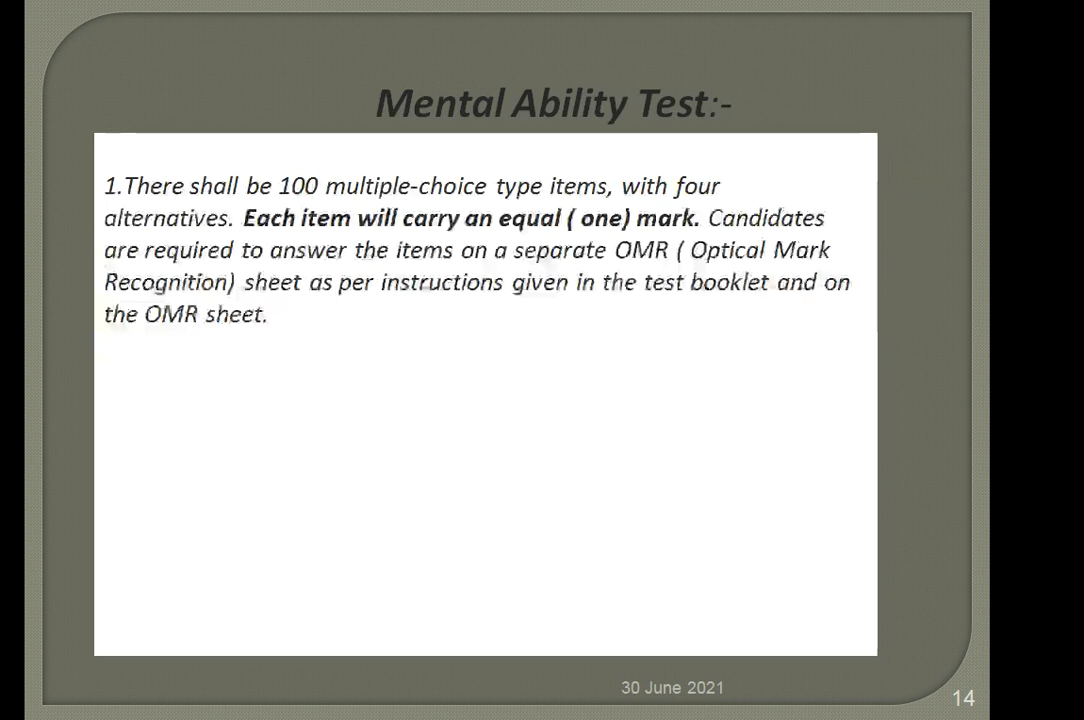 Mental Ability Test:-
1.There shall be 100 multiple-choice type items, with four
alternatives. Each item will carry an equal ( one) mark. Candidates
are required to answer the items on a separate OMR ( Optical Mark
Recognition) sheet as per instructions given in the test booklet and on
the OMR sheet.
30 June 2021
14